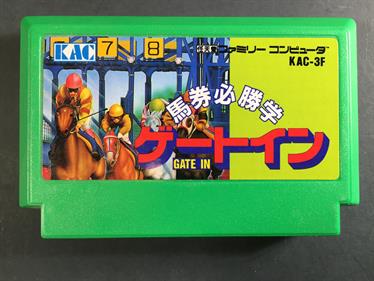 KAC 7 8
ファミリー コンピュータ
KAC-3F
馬券必勝学
ゲートイン
GATE IN